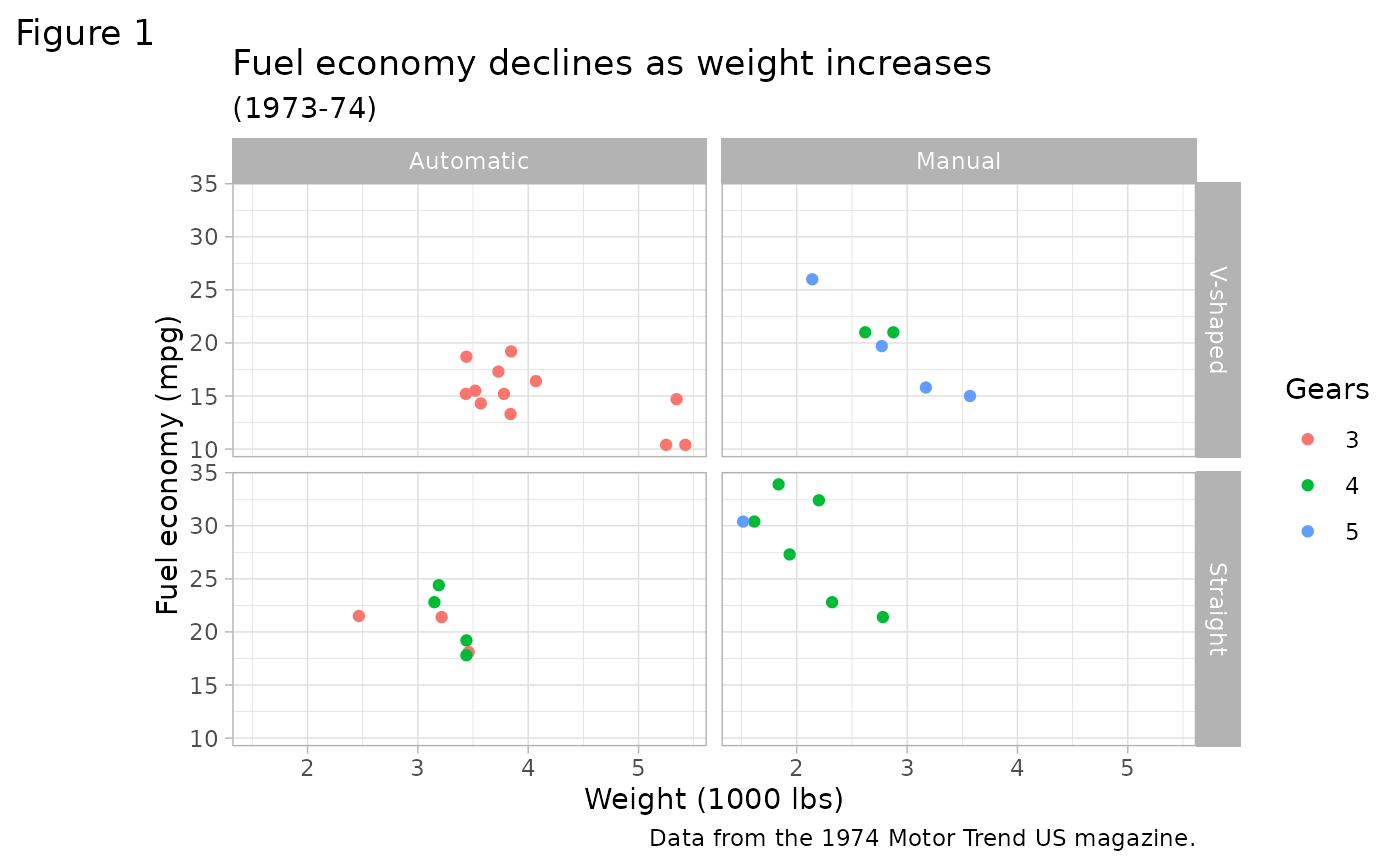 Figure 1
Fuel economy declines as weight increases
(1973-74)
Automatic
Manual
35
30
25
20
15
10
V-shaped
35
30
25
20
15
10
Straight
Fuel economy (mpg)
2 3 4 5
2 3 4 5
Weight (1000 lbs)
Data from the 1974 Motor Trend US magazine.
Gears
3
4
5